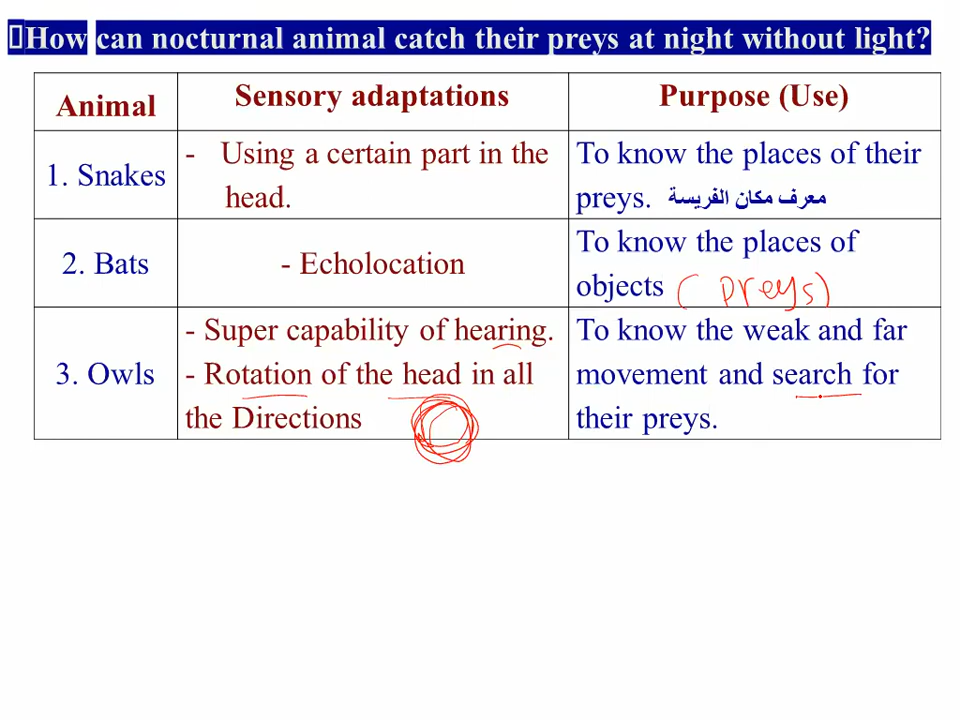 How can nocturnal animal catch their preys at night without light?
Animal
Sensory adaptations
Purpose (Use)
1. Snakes
- Using a certain part in the
head.
To know the places of their
preys. معرف مكان الفريسة
2. Bats
- Echolocation
To know the places of
objects ( preys)
3. Owls
- Super capability of hearing.
- Rotation of the head in all
the Directions
To know the weak and far
movement and search for
their preys.